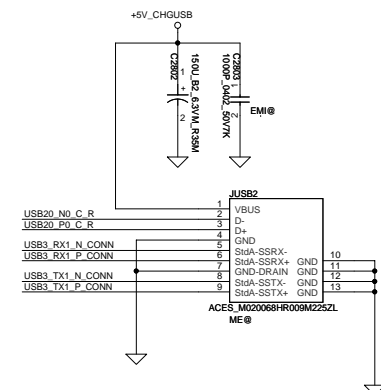 +5V_CHGUSB
C2802
1
+
2
150U_B2_6.3VM_R35M
C2803
1
2
1000P_0402_50V7K
EMI@
JUSB2
1 VBUS
USB20_N0_C_R 2 D-
USB20_P0_C_R 3 D+
4 GND
USB3_RX1_N_CONN 5 StdA-SSRX-
USB3_RX1_P_CONN 6 StdA-SSRX+ GND 10
7 GND-DRAIN GND 11
USB3_TX1_N_CONN 8 StdA-SSTX- GND 12
USB3_TX1_P_CONN 9 StdA-SSTX+ GND 13
ACES_M020068HR009M225ZL
ME@